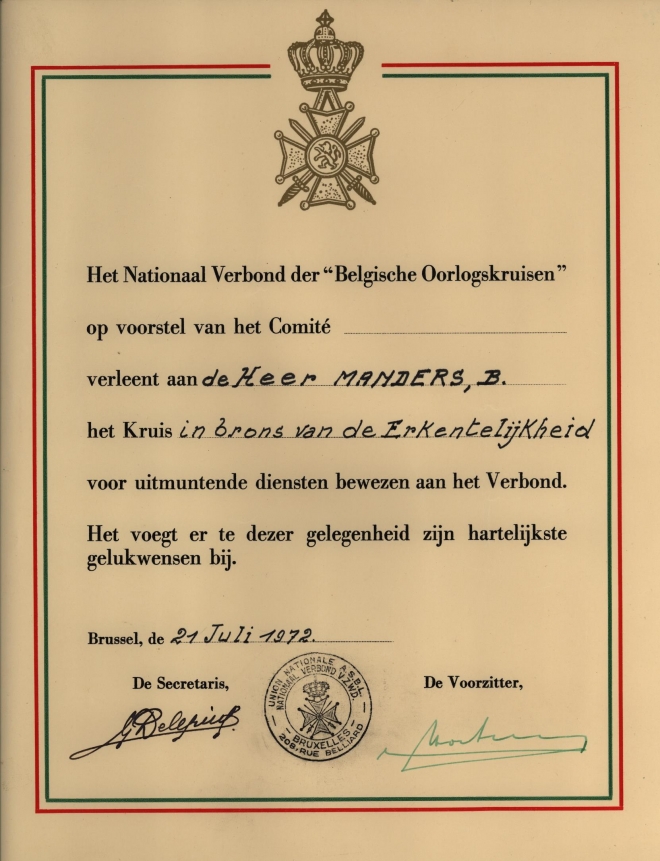 Het Nationaal Verbond der “Belgische Oorlogskruisen”
op voorstel van het Comité
verleent aan de Heer MANDERS, B.
het Kruis in brons van de Erkentelijkheid
voor uitmuntende diensten bewezen aan het Verbond.
Het voegt er te dezer gelegenheid zijn hartelijkste
gelukwensen bij.
Brussel, de 21 Juli 1972.
De Secretaris,
De Voorzitter,
UNION NATIONALE A.S.B.L.
NATIONAAL VERBOND V.Z.W.D.
BRUXELLES
208, RUE BELLIARD